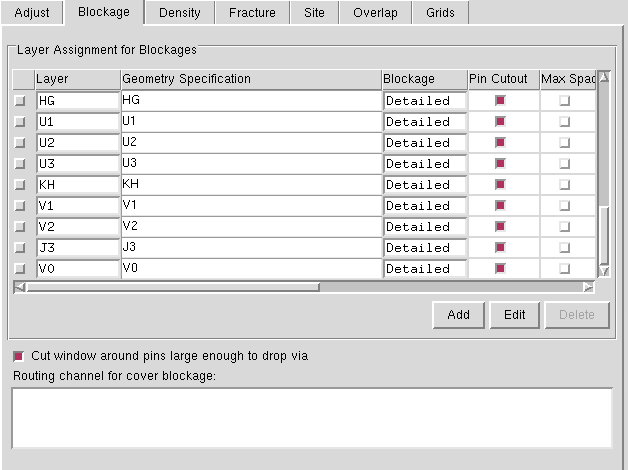 Adjust Blockage Density Fracture Site Overlap Grids
Layer Assignment for Blockages
Layer Geometry Specification Blockage Pin Cutout Max Spac
HG HG Detailed
U1 U1 Detailed
U2 U2 Detailed
U3 U3 Detailed
KH KH Detailed
V1 V1 Detailed
V2 V2 Detailed
J3 J3 Detailed
V0 V0 Detailed
Add Edit Delete
Cut window around pins large enough to drop via
Routing channel for cover blockage: